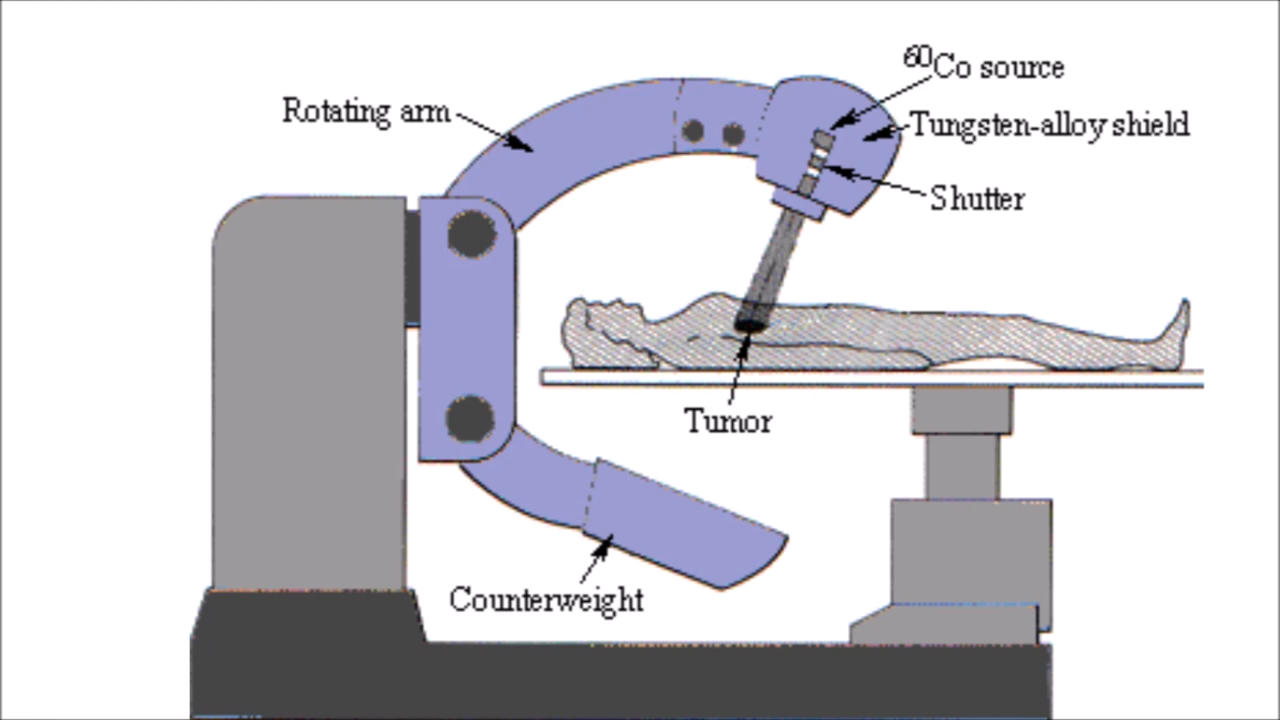 ⁶⁰Co source
Rotating arm
Tungsten-alloy shield
Shutter
Tumor
Counterweight